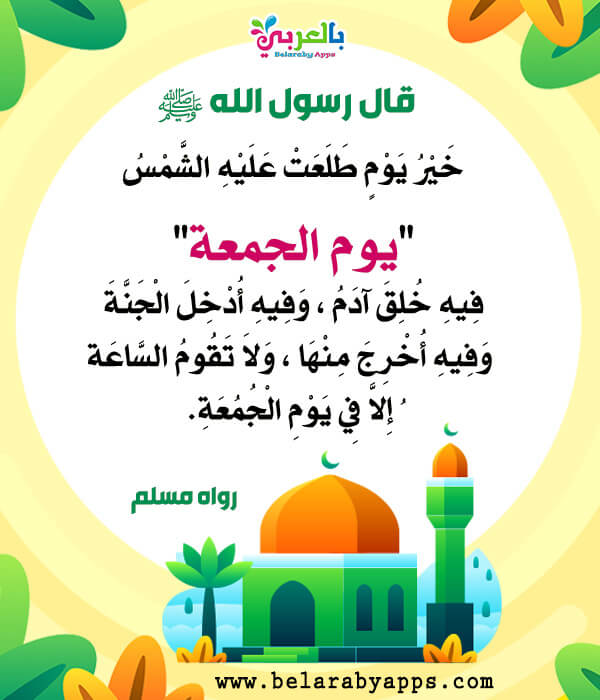 بالعربي
Belaraby Apps
قال رسول الله ﷺ
خَيْرُ يَوْمٍ طَلَعَتْ عَلَيْهِ الشَّمْسُ
"يوم الجمعة"
فِيهِ خُلِقَ آدَمُ ، وَفِيهِ أُدْخِلَ الْجَنَّةَ
وَفِيهِ أُخْرِجَ مِنْهَا ، وَلاَ تَقُومُ السَّاعَة
ُ إِلاَّ فِي يَوْمِ الْجُمُعَةِ.
رواه مسلم
www.belarabyapps.com